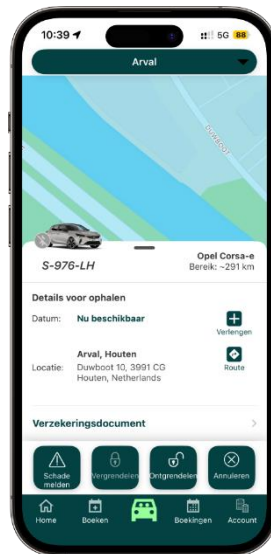 10:39 5G 88
Arval
Duwboot
S-976-LH
Opel Corsa-e
Bereik: ~291 km
Details voor ophalen
Datum: Nu beschikbaar
Verlengen
Arval, Houten
Locatie: Duwboot 10, 3991 CG
Houten, Netherlands
Route
Verzekeringsdocument
Schade melden
Vergrendelen
Ontgrendelen
Annuleren
Home Boeken Boekingen Account